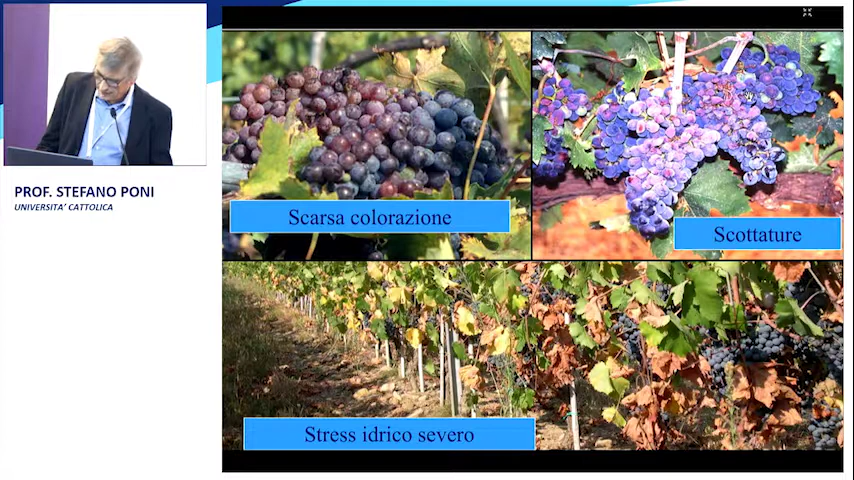 PROF. STEFANO PONI
UNIVERSITA' CATTOLICA
Scarsa colorazione
Scottature
Stress idrico severo